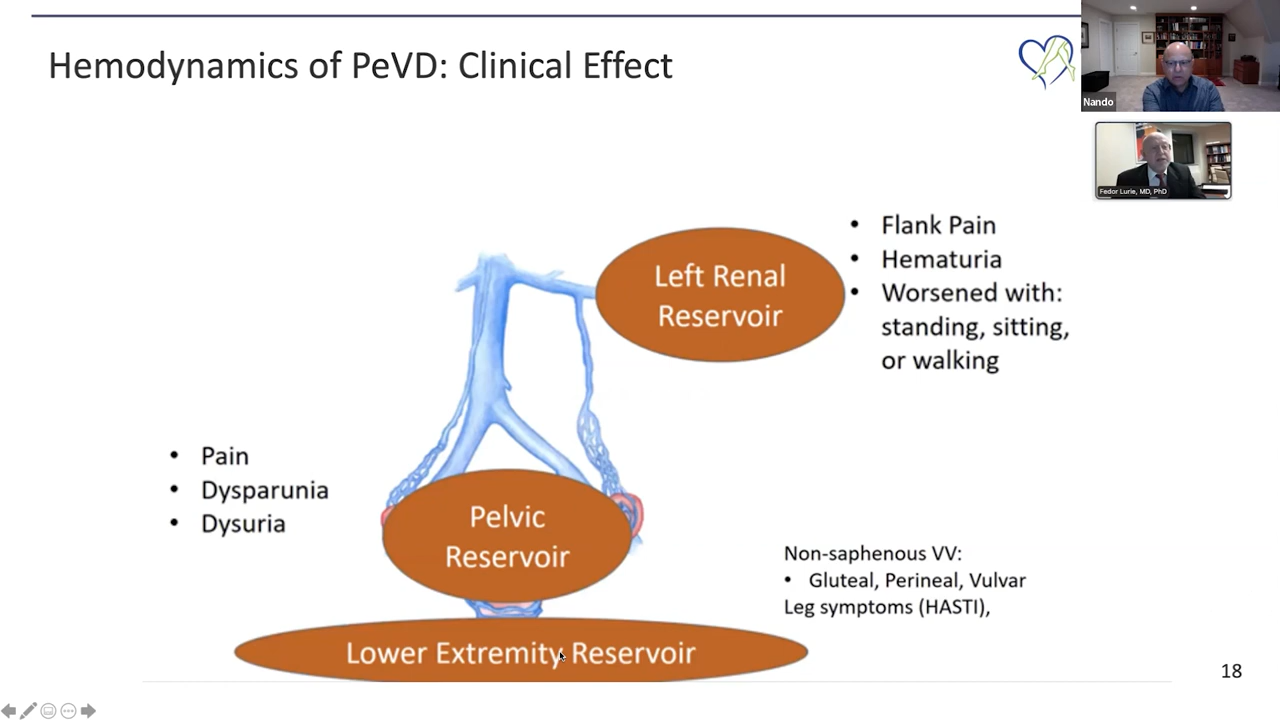 Hemodynamics of PeVD: Clinical Effect
Nando
Fedor Lurie, MD, PhD
Left Renal
Reservoir
• Flank Pain
• Hematuria
• Worsened with:
standing, sitting,
or walking
• Pain
• Dysparunia
• Dysuria
Pelvic
Reservoir
Non-saphenous VV:
• Gluteal, Perineal, Vulvar
Leg symptoms (HASTI),
Lower Extremity Reservoir
18